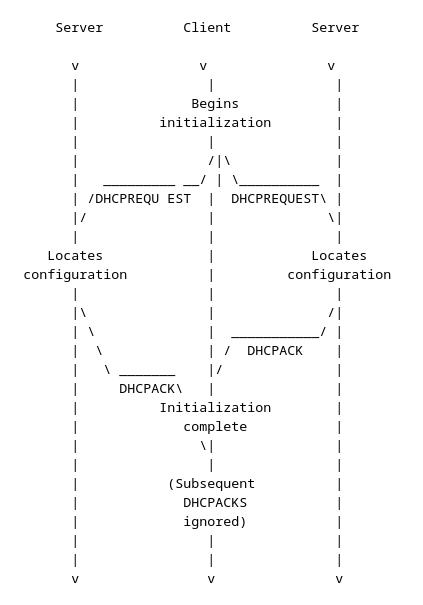 Server Client Server
v v v
Begins
initialization
DHCPREQU EST DHCPREQUEST
Locates Locates
configuration configuration
DHCPACK
DHCPACK
Initialization
complete
(Subsequent
DHCPACKS
ignored)
v v v